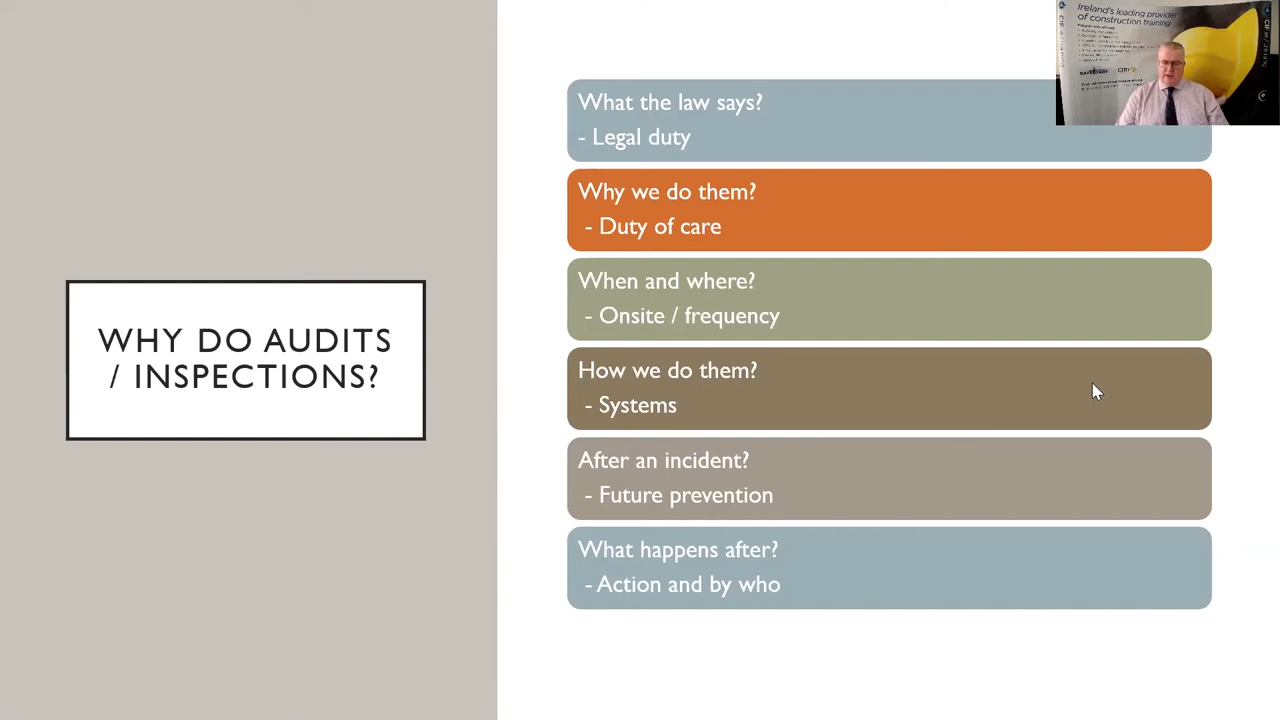 Ireland's leading provider
of construction training
CIRI
What the law says?
- Legal duty
Why we do them?
- Duty of care
When and where?
- Onsite / frequency
WHY DO AUDITS
/ INSPECTIONS?
How we do them?
- Systems
After an incident?
- Future prevention
What happens after?
- Action and by who